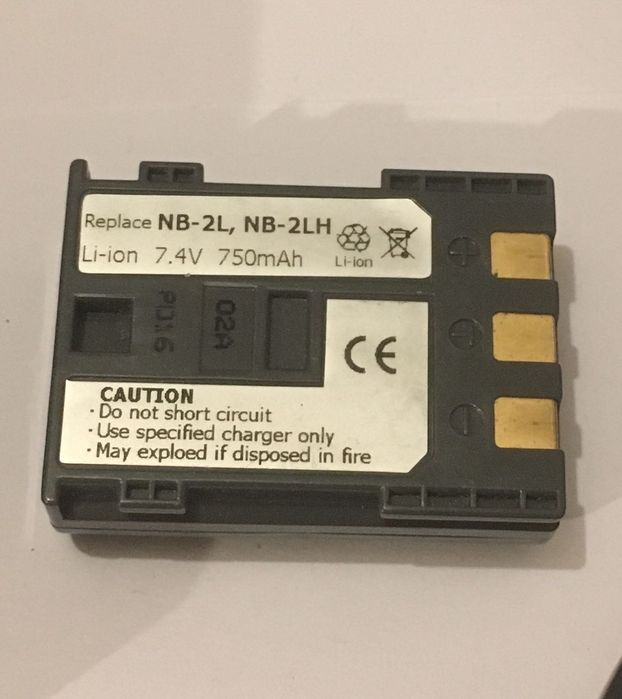 Replace NB-2L, NB-2LH
Li-ion 7.4V 750mAh
Li-ion
02A
CE
CAUTION
· Do not short circuit
· Use specified charger only
· May exploed if disposed in fire